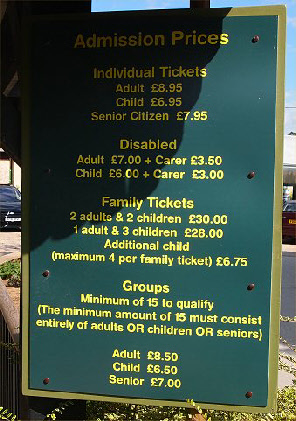 Admission Prices
Individual Tickets
Adult £8.95
Child £6.95
Senior Citizen £7.95
Disabled
Adult £7.00 + Carer £3.50
Child £6.00 + Carer £3.00
Family Tickets
2 adults & 2 children £30.00
1 adult & 3 children £28.00
Additional child
(maximum 4 per family ticket) £6.75
Groups
Minimum of 15 to qualify
(The minimum amount of 15 must consist
entirely of adults OR children OR seniors)
Adult £8.50
Child £6.50
Senior £7.00